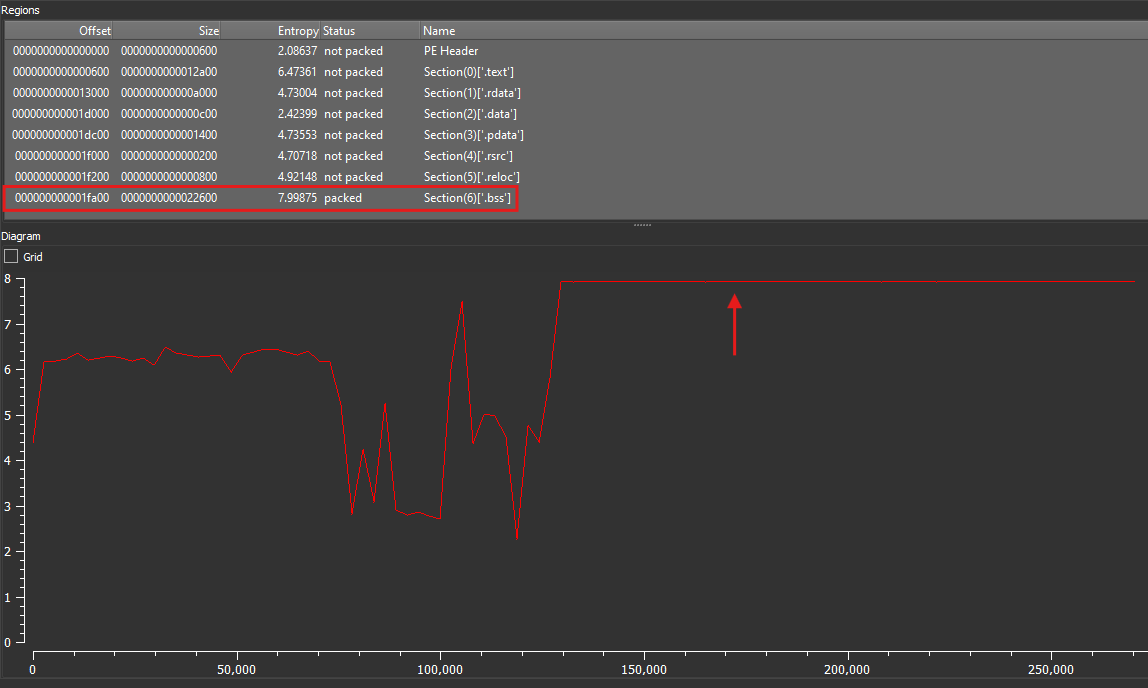 Regions
Offset Size Entropy Status Name
0000000000000000 0000000000000600 2.08637 not packed PE Header
0000000000000600 0000000000012a00 6.47361 not packed Section(0)['.text']
0000000000013000 000000000000a000 4.73004 not packed Section(1)['.rdata']
000000000001d000 0000000000000c00 2.42399 not packed Section(2)['.data']
000000000001dc00 0000000000001400 4.73553 not packed Section(3)['.pdata']
000000000001f000 0000000000000200 4.70718 not packed Section(4)['.rsrc']
000000000001f200 0000000000000800 4.92148 not packed Section(5)['.reloc']
000000000001fa00 0000000000022600 7.99875 packed Section(6)['.bss']
Diagram
Grid
8
7
6
5
4
3
2
1
0
0 50,000 100,000 150,000 200,000 250,000